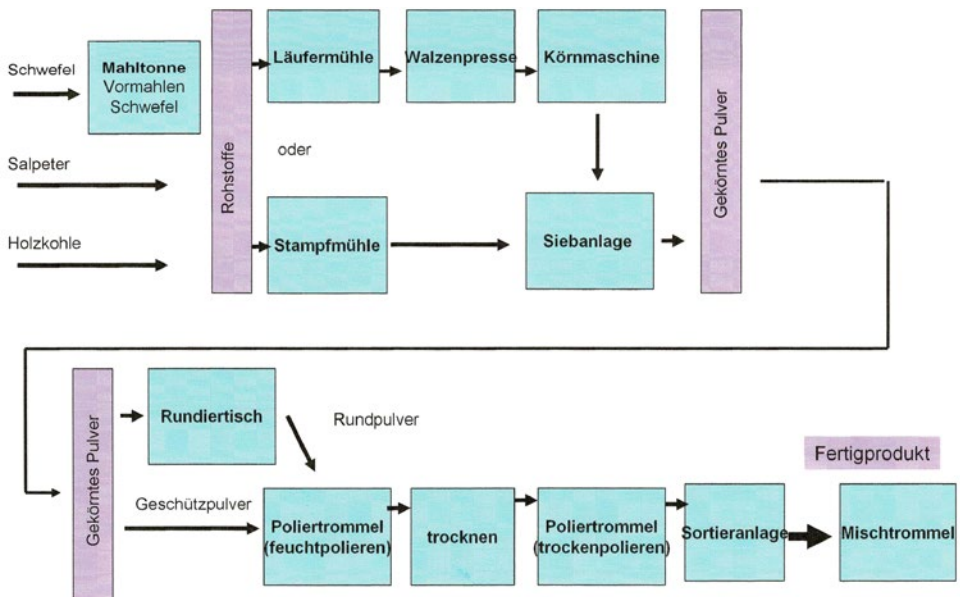 Schwefel
Mahltonne
Vormahlen
Schwefel
Salpeter
Holzkohle
Rohstoffe
Läufermühle
Walzenpresse
Körnmaschine
oder
Stampfmühle
Siebanlage
Gekörntes Pulver
Gekörntes Pulver
Rundiertisch
Rundpulver
Geschützpulver
Poliertrommel
(feuchtpolieren)
trocknen
Poliertrommel
(trockenpolieren)
Sortieranlage
Fertigprodukt
Mischtrommel